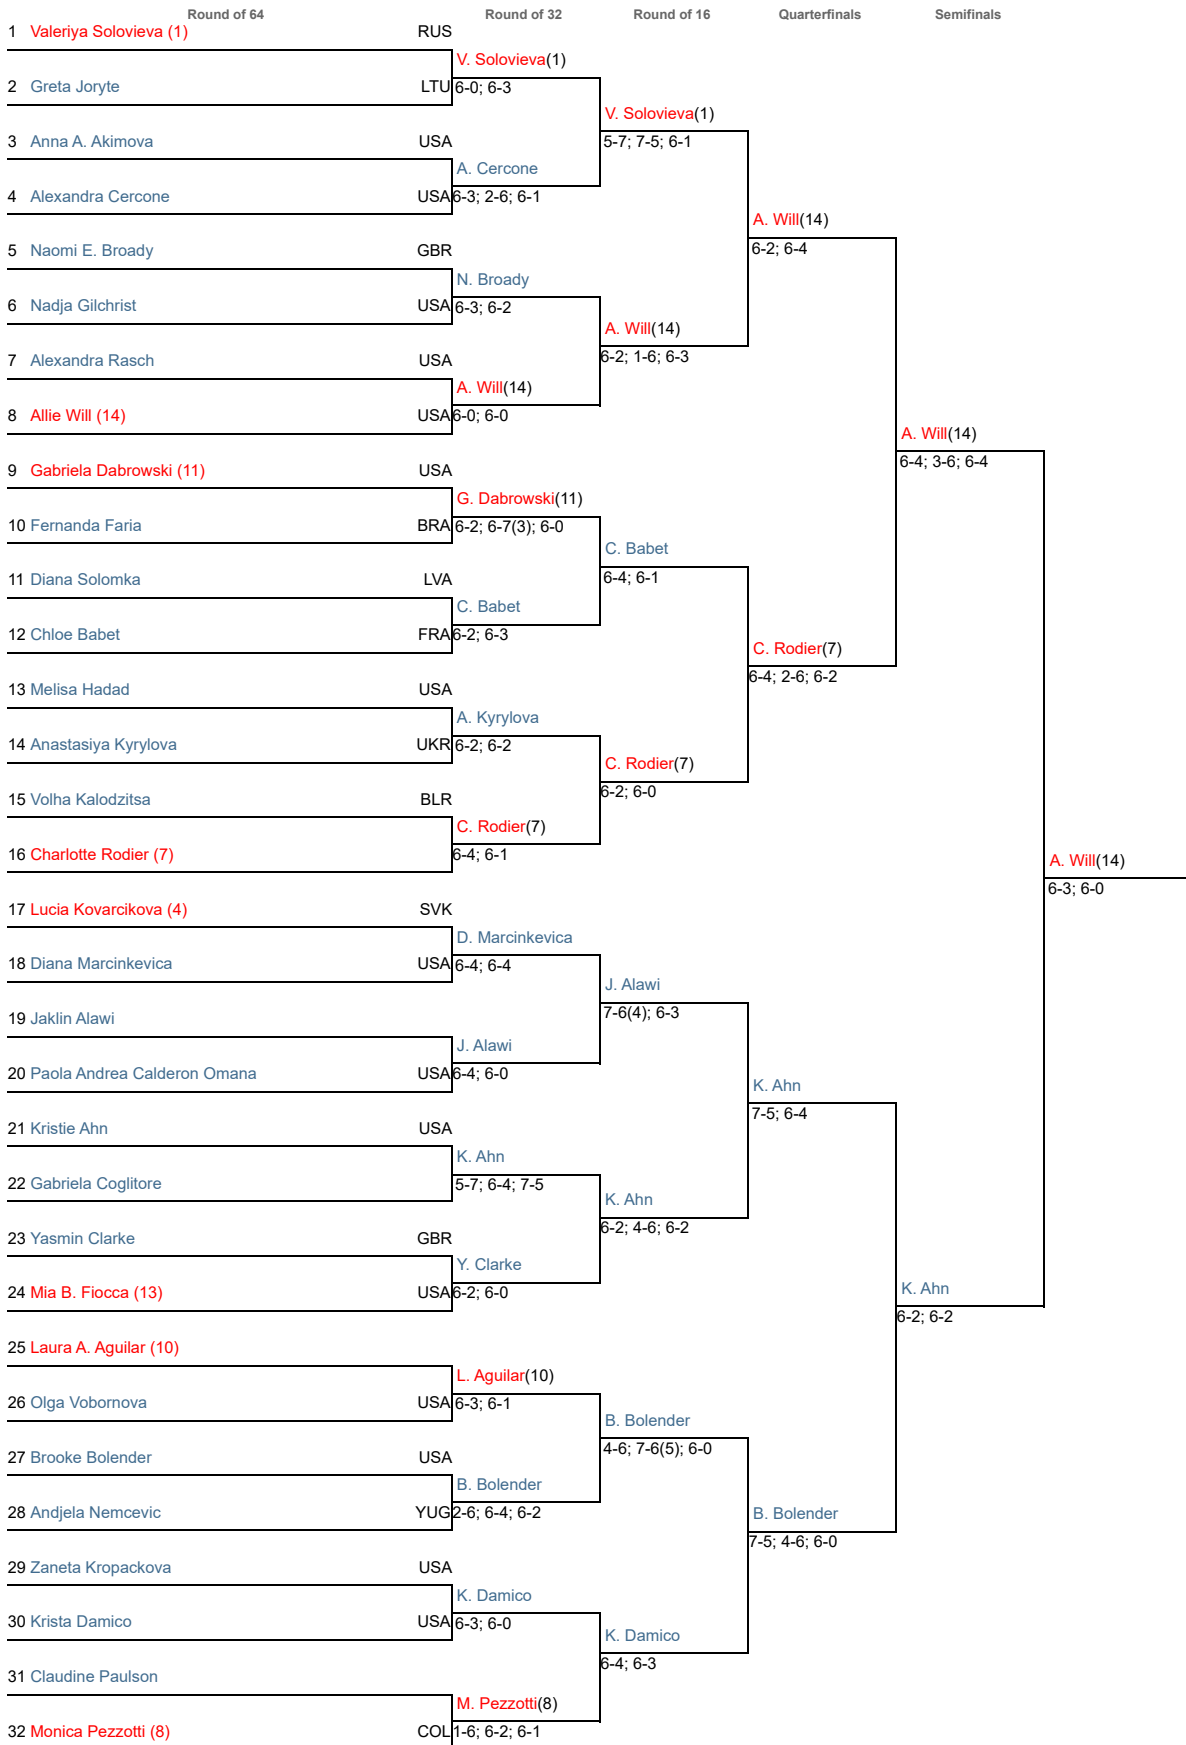 Round of 64 Round of 32 Round of 16 Quarterfinals Semifinals
1 Valeriya Solovieva (1) RUS
V. Solovieva(1)
2 Greta Joryte LTU 6-0; 6-3
V. Solovieva(1)
3 Anna A. Akimova USA 5-7; 7-5; 6-1
A. Cercone
4 Alexandra Cercone USA 6-3; 2-6; 6-1
A. Will(14)
5 Naomi E. Broady GBR 6-2; 6-4
N. Broady
6 Nadja Gilchrist USA 6-3; 6-2
A. Will(14)
7 Alexandra Rasch USA 6-2; 1-6; 6-3
A. Will(14)
8 Allie Will (14) USA 6-0; 6-0
A. Will(14)
9 Gabriela Dabrowski (11) USA 6-4; 3-6; 6-4
G. Dabrowski(11)
10 Fernanda Faria BRA 6-2; 6-7(3); 6-0
C. Babet
11 Diana Solomka LVA 6-4; 6-1
C. Babet
12 Chloe Babet FRA 6-2; 6-3
C. Rodier(7)
13 Melisa Hadad USA 6-4; 2-6; 6-2
A. Kyrylova
14 Anastasiya Kyrylova UKR 6-2; 6-2
C. Rodier(7)
15 Volha Kalodzitsa BLR 6-2; 6-0
C. Rodier(7)
16 Charlotte Rodier (7) 6-4; 6-1
A. Will(14)
6-3; 6-0
17 Lucia Kovarcikova (4) SVK
D. Marcinkevica
18 Diana Marcinkevica USA 6-4; 6-4
J. Alawi
19 Jaklin Alawi 7-6(4); 6-3
J. Alawi
20 Paola Andrea Calderon Omana USA 6-4; 6-0
K. Ahn
21 Kristie Ahn USA 7-5; 6-4
K. Ahn
22 Gabriela Coglitore 5-7; 6-4; 7-5
K. Ahn
23 Yasmin Clarke GBR 6-2; 4-6; 6-2
Y. Clarke
24 Mia B. Fiocca (13) USA 6-2; 6-0
K. Ahn
6-2; 6-2
25 Laura A. Aguilar (10)
L. Aguilar(10)
26 Olga Vobornova USA 6-3; 6-1
B. Bolender
27 Brooke Bolender USA 4-6; 7-6(5); 6-0
B. Bolender
28 Andjela Nemcevic YUG 2-6; 6-4; 6-2
B. Bolender
29 Zaneta Kropackova USA 7-5; 4-6; 6-0
K. Damico
30 Krista Damico USA 6-3; 6-0
K. Damico
31 Claudine Paulson 6-4; 6-3
M. Pezzotti(8)
32 Monica Pezzotti (8) COL 1-6; 6-2; 6-1